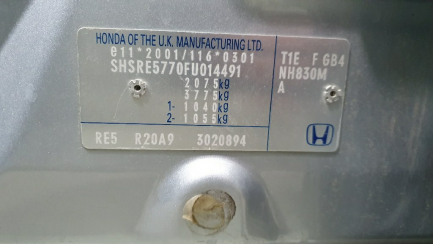 HONDA OF THE U.K. MANUFACTURING LTD.
e11*2001/116*0301
SHSRE5770FU014491
2075kg
3775kg
1- 1040kg
2- 1055kg
RE5 R20A9 3020894
T1E F GB4
NH830M
A